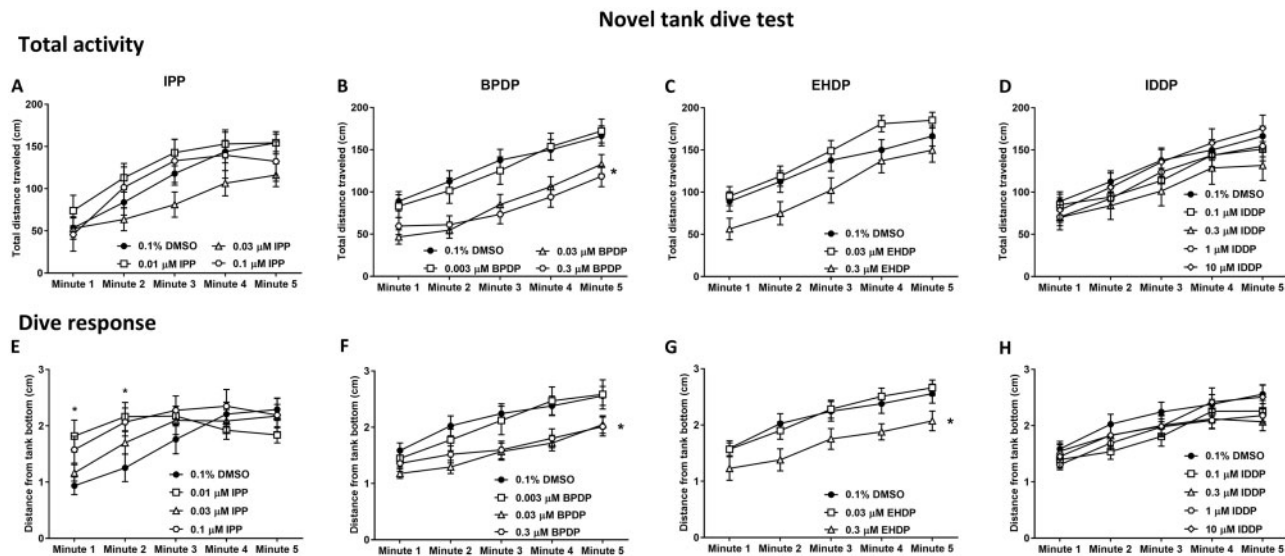 Novel tank dive test
Total activity
A
IPP
Total distance traveled (cm)
200
150
100
50
0
0.1% DMSO
0.03 µM IPP
0.01 µM IPP
0.1 µM IPP
Minute 1 Minute 2 Minute 3 Minute 4 Minute 5
B
BPDP
Total distance traveled (cm)
200
150
100
50
0
*
0.1% DMSO
0.03 µM BPDP
0.003 µM BPDP
0.3 µM BPDP
Minute 1 Minute 2 Minute 3 Minute 4 Minute 5
C
EHDP
Total distance traveled (cm)
200
150
100
50
0
0.1% DMSO
0.03 µM EHDP
0.3 µM EHDP
Minute 1 Minute 2 Minute 3 Minute 4 Minute 5
D
IDDP
Total distance traveled (cm)
200
150
100
50
0
0.1% DMSO
0.1 µM IDDP
0.3 µM IDDP
1 µM IDDP
10 µM IDDP
Minute 1 Minute 2 Minute 3 Minute 4 Minute 5
Dive response
E
Distance from tank bottom (cm)
3
2
1
0
*
*
0.1% DMSO
0.01 µM IPP
0.03 µM IPP
0.1 µM IPP
Minute 1 Minute 2 Minute 3 Minute 4 Minute 5
F
Distance from tank bottom (cm)
3
2
1
0
*
0.1% DMSO
0.003 µM BPDP
0.03 µM BPDP
0.3 µM BPDP
Minute 1 Minute 2 Minute 3 Minute 4 Minute 5
G
Distance from tank bottom (cm)
3
2
1
0
*
0.1% DMSO
0.03 µM EHDP
0.3 µM EHDP
Minute 1 Minute 2 Minute 3 Minute 4 Minute 5
H
Distance from tank bottom (cm)
3
2
1
0
0.1% DMSO
0.1 µM IDDP
0.3 µM IDDP
1 µM IDDP
10 µM IDDP
Minute 1 Minute 2 Minute 3 Minute 4 Minute 5